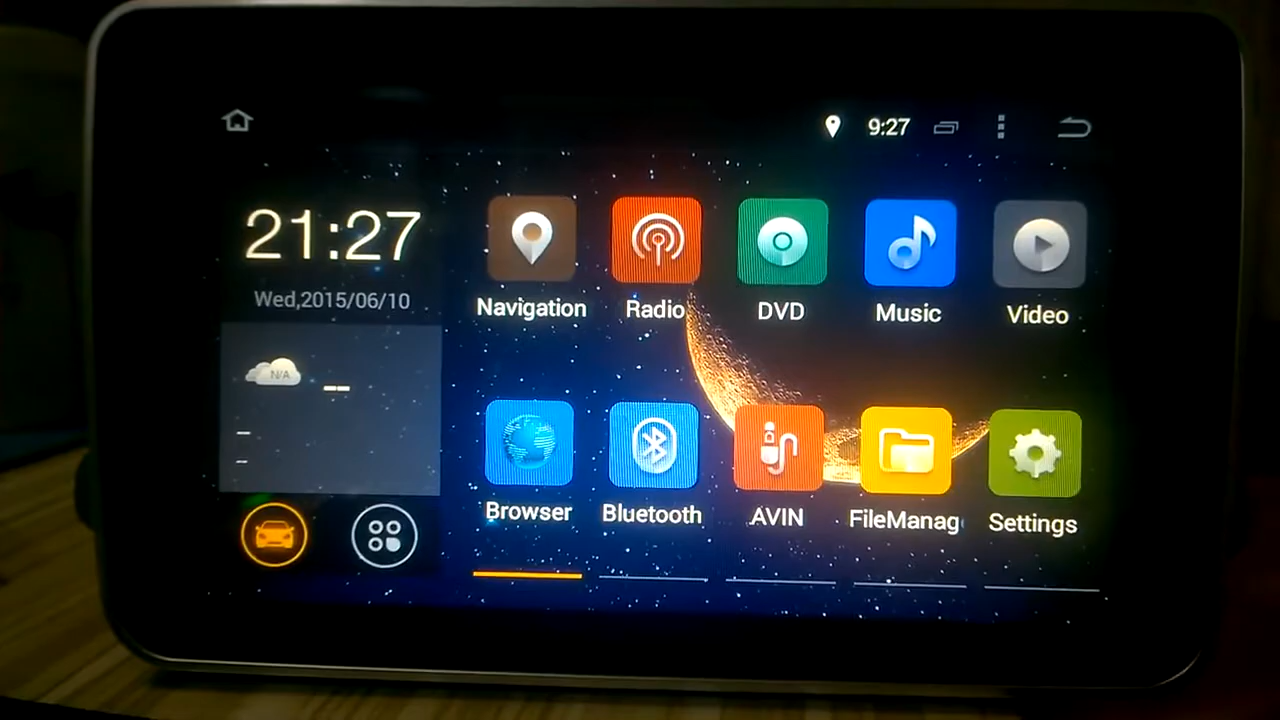 9:27
21:27
Wed,2015/06/10
N/A
--
–
–
Navigation Radio DVD Music Video
Browser Bluetooth AVIN FileManag Settings